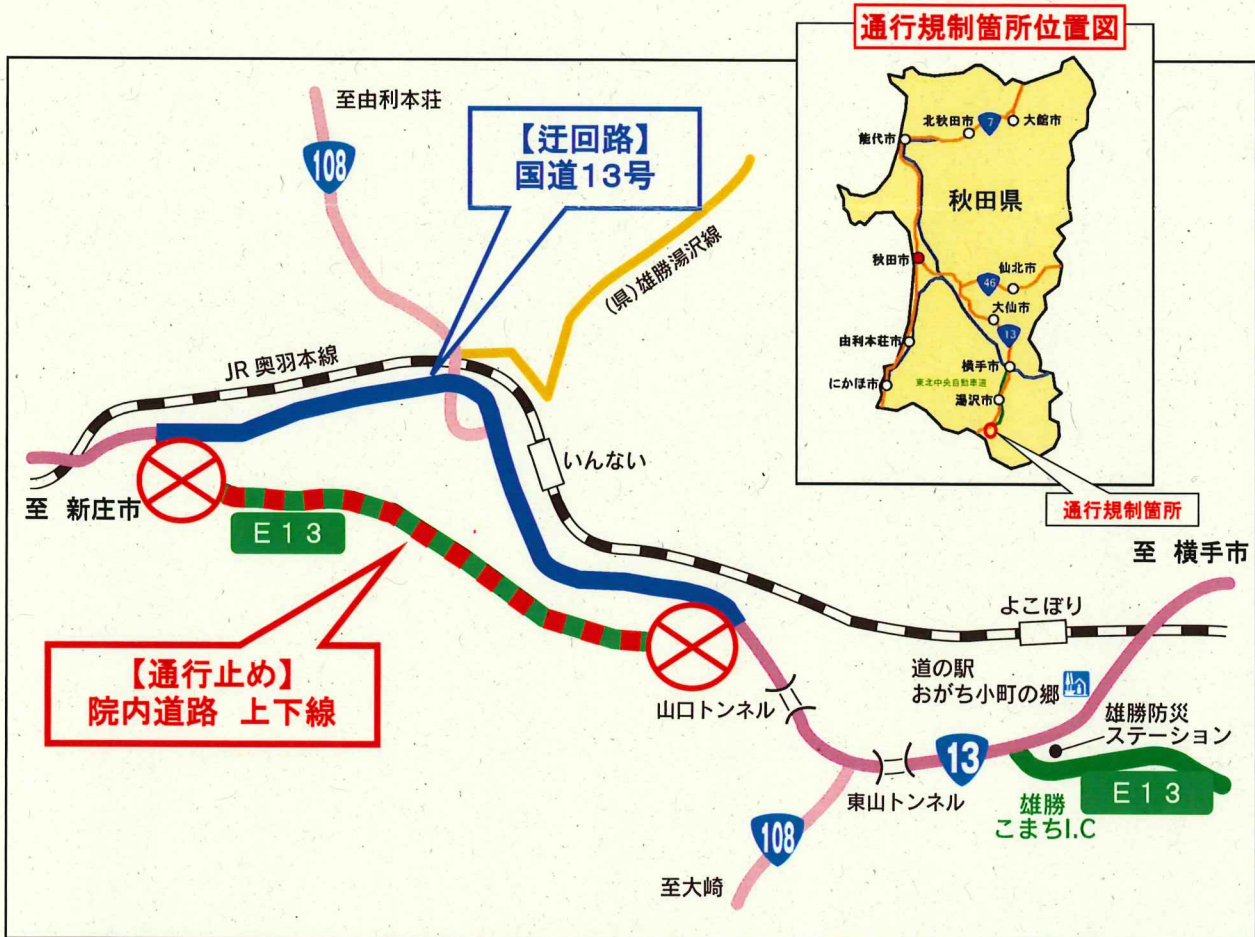 通行規制箇所位置図
北秋田市
7
大館市
能代市
秋田県
秋田市
46
仙北市
大仙市
13
由利本荘市
横手市
にかほ市
東北中央自動車道
湯沢市
通行規制箇所
至由利本荘
108
【迂回路】
国道13号
(県)雄勝湯沢線
JR奥羽本線
いんない
至 新庄市
E13
【通行止め】
院内道路 上下線
至 横手市
よこぼり
道の駅
おがち小町の郷
山口トンネル
雄勝防災
ステーション
13
東山トンネル
雄勝
こまちI.C
E13
108
至大崎